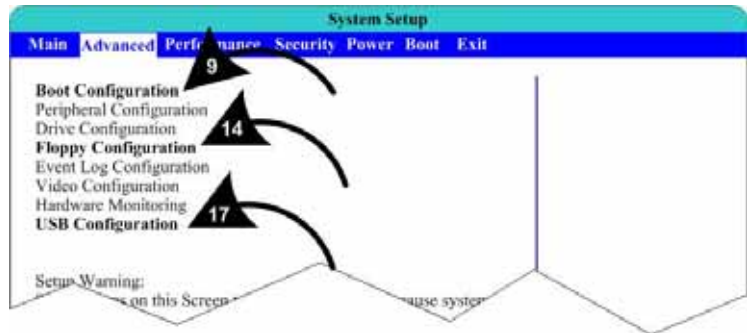 System Setup
Main Advanced Security Power Boot Exit
9
Boot Configuration
Peripheral Configuration
Drive Configuration
14
Floppy Configuration
Event Log Configuration
Video Configuration
Hardware Monitoring
17
USB Configuration
Setup Warning:
on this Screen
system